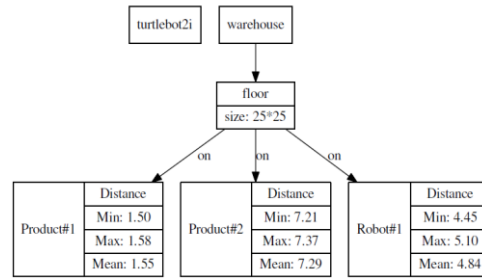 turtlebot2i
warehouse
floor
size: 25*25
on
on
on
Product#1
Distance
Min: 1.50
Max: 1.58
Mean: 1.55
Product#2
Distance
Min: 7.21
Max: 7.37
Mean: 7.29
Robot#1
Distance
Min: 4.45
Max: 5.10
Mean: 4.84